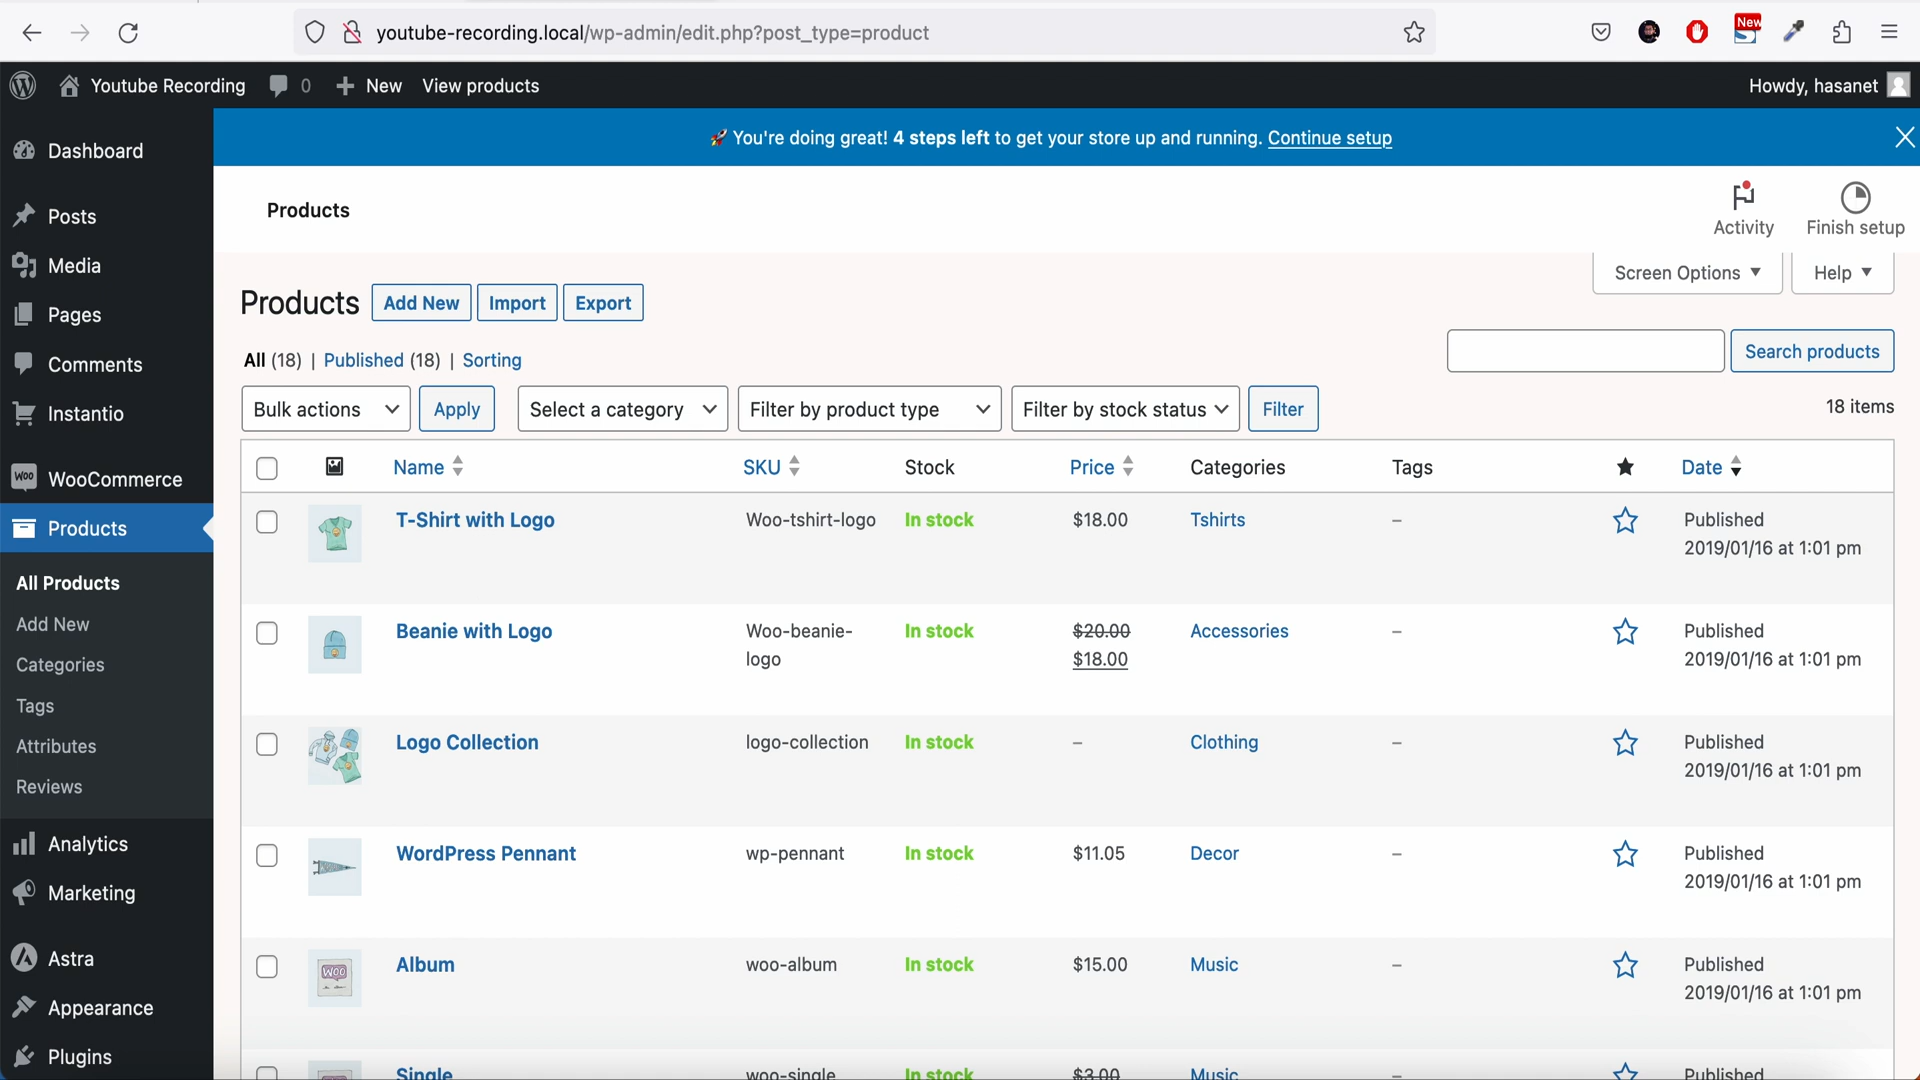 youtube-recording.local/wp-admin/edit.php?post_type=product
New
Youtube Recording 0 New View products Howdy, hasanet
🚀 You're doing great! 4 steps left to get your store up and running. Continue setup
Dashboard
Posts
Media
Pages
Comments
Instantio
WooCommerce
Products
All Products
Add New
Categories
Tags
Attributes
Reviews
Analytics
Marketing
Astra
Appearance
Plugins
Products
Activity
Finish setup
Screen Options ▼ Help ▼
Products Add New Import Export
All (18) | Published (18) | Sorting
Search products
Bulk actions Apply Select a category Filter by product type Filter by stock status Filter
18 items
Name SKU Stock Price Categories Tags ★ Date
T-Shirt with Logo Woo-tshirt-logo In stock $18.00 Tshirts – Published
2019/01/16 at 1:01 pm
Beanie with Logo Woo-beanie- In stock $20.00 Accessories – Published
logo $18.00 2019/01/16 at 1:01 pm
Logo Collection logo-collection In stock – Clothing – Published
2019/01/16 at 1:01 pm
WordPress Pennant wp-pennant In stock $11.05 Decor – Published
2019/01/16 at 1:01 pm
WOO
Album woo-album In stock $15.00 Music – Published
2019/01/16 at 1:01 pm
Single woo-single In stock $3.00 Music – Published